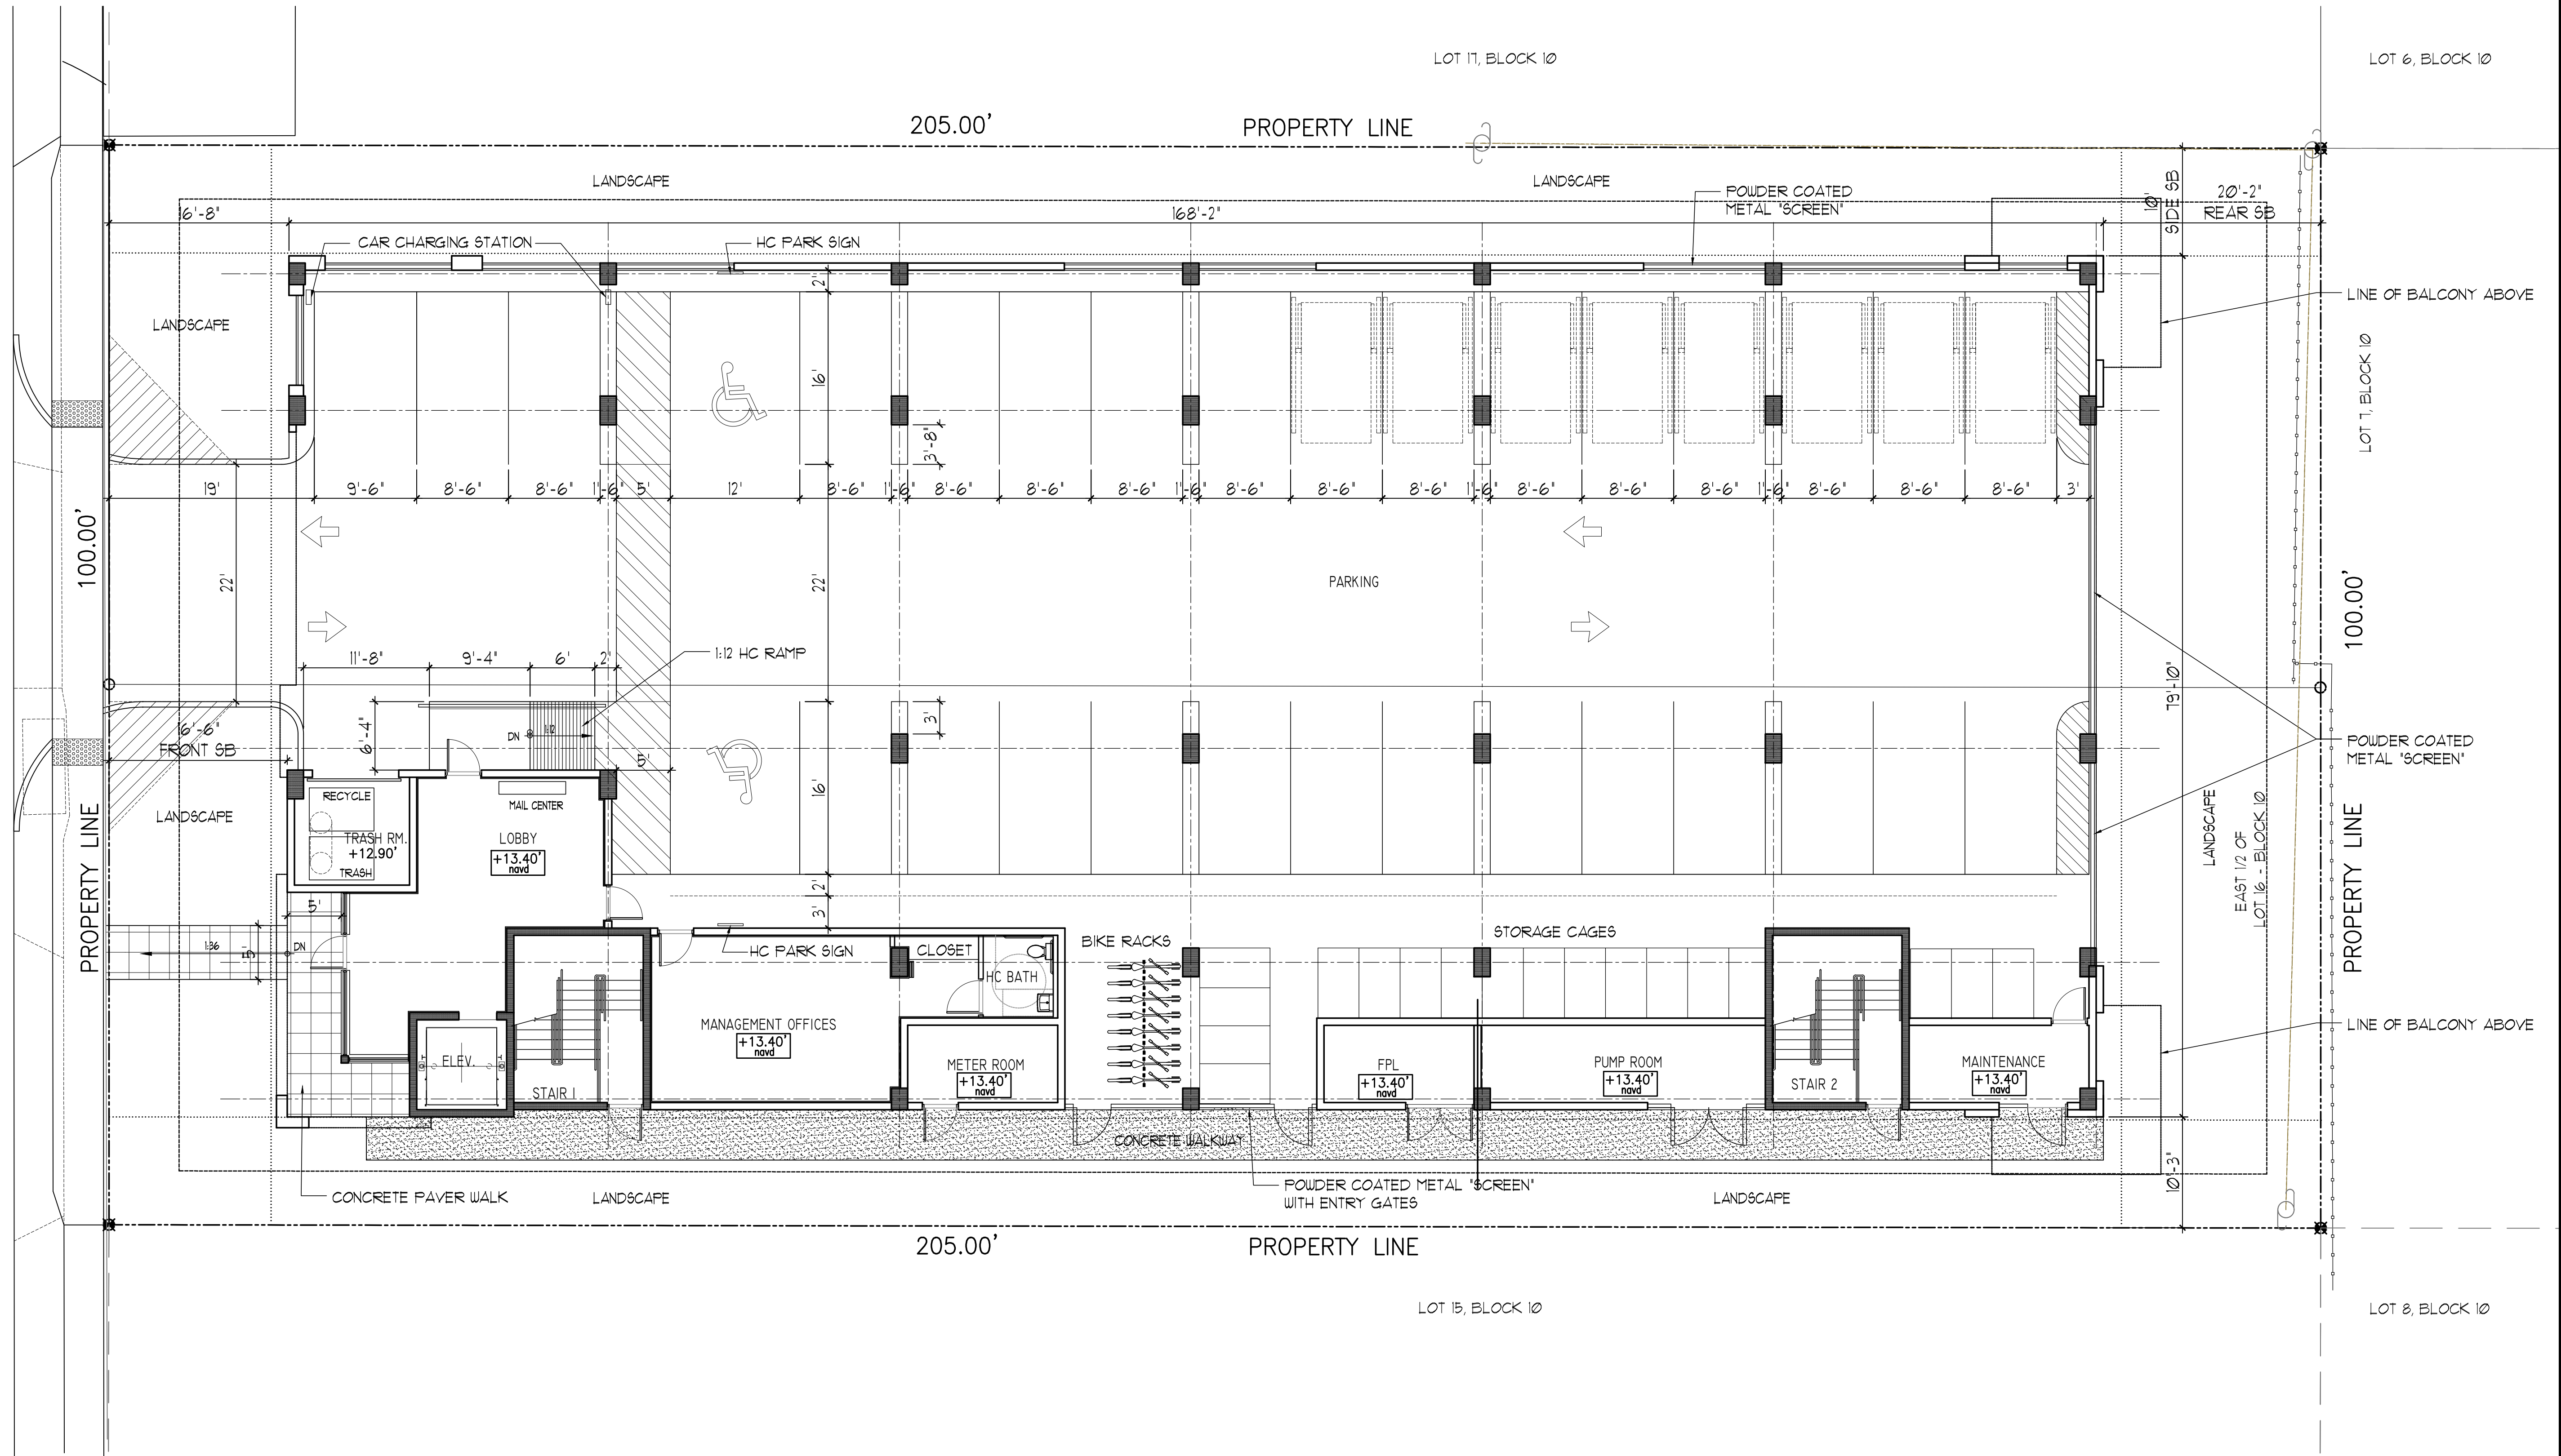 LOT 17, BLOCK 10
LOT 6, BLOCK 10
205.00'
PROPERTY LINE
LANDSCAPE
LANDSCAPE
POWDER COATED
METAL "SCREEN"
10'
SIDE SB
20'-2"
REAR SB
16'-8"
168'-2"
CAR CHARGING STATION
HC PARK SIGN
2'
LANDSCAPE
LINE OF BALCONY ABOVE
LOT 7, BLOCK 10
16'
3'-8"
19'
9'-6"
8'-6"
8'-6"
1'-6"
5'
12'
8'-6"
1'-6"
8'-6"
8'-6"
8'-6"
1'-6"
8'-6"
8'-6"
8'-6"
1'-6"
8'-6"
8'-6"
8'-6"
1'-6"
8'-6"
8'-6"
8'-6"
3'
100.00'
22'
22'
PARKING
100.00'
11'-8"
9'-4"
6'
2'
1:12 HC RAMP
79'-10"
16'-6"
FRONT SB
6'-4"
DN
1:12
3'
5'
16'
POWDER COATED
METAL "SCREEN"
RECYCLE
MAIL CENTER
LANDSCAPE
TRASH RM.
+12.90'
TRASH
LOBBY
+13.40'
navd
LANDSCAPE
EAST 1/2 OF
LOT 16 - BLOCK 10
PROPERTY LINE
PROPERTY LINE
2'
3'
5'
1:36
5'
DN
HC PARK SIGN
CLOSET
HC BATH
BIKE RACKS
STORAGE CAGES
MANAGEMENT OFFICES
+13.40'
navd
LINE OF BALCONY ABOVE
ELEV.
STAIR 1
METER ROOM
+13.40'
navd
FPL
+13.40'
navd
PUMP ROOM
+13.40'
navd
STAIR 2
MAINTENANCE
+13.40'
navd
CONCRETE WALKWAY
10'-3"
CONCRETE PAVER WALK
LANDSCAPE
POWDER COATED METAL "SCREEN"
WITH ENTRY GATES
LANDSCAPE
205.00'
PROPERTY LINE
LOT 15, BLOCK 10
LOT 8, BLOCK 10